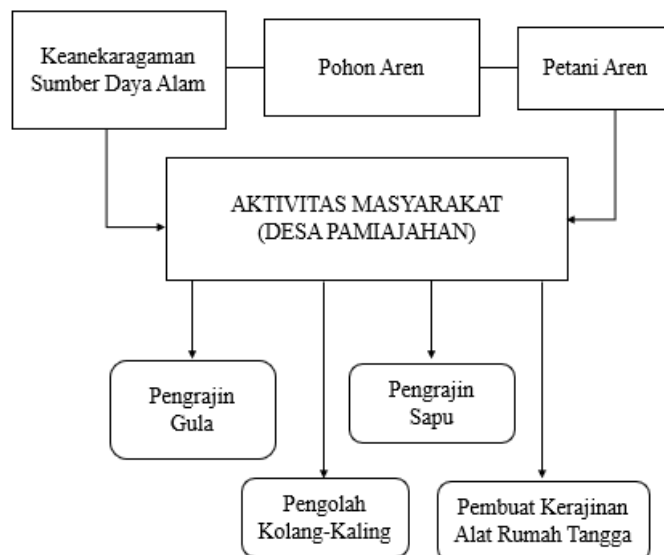 Keanekaragaman
Sumber Daya Alam
Pohon Aren
Petani Aren
AKTIVITAS MASYARAKAT
(DESA PAMIAJAHAN)
Pengrajin
Gula
Pengrajin
Sapu
Pengolah
Kolang-Kaling
Pembuat Kerajinan
Alat Rumah Tangga